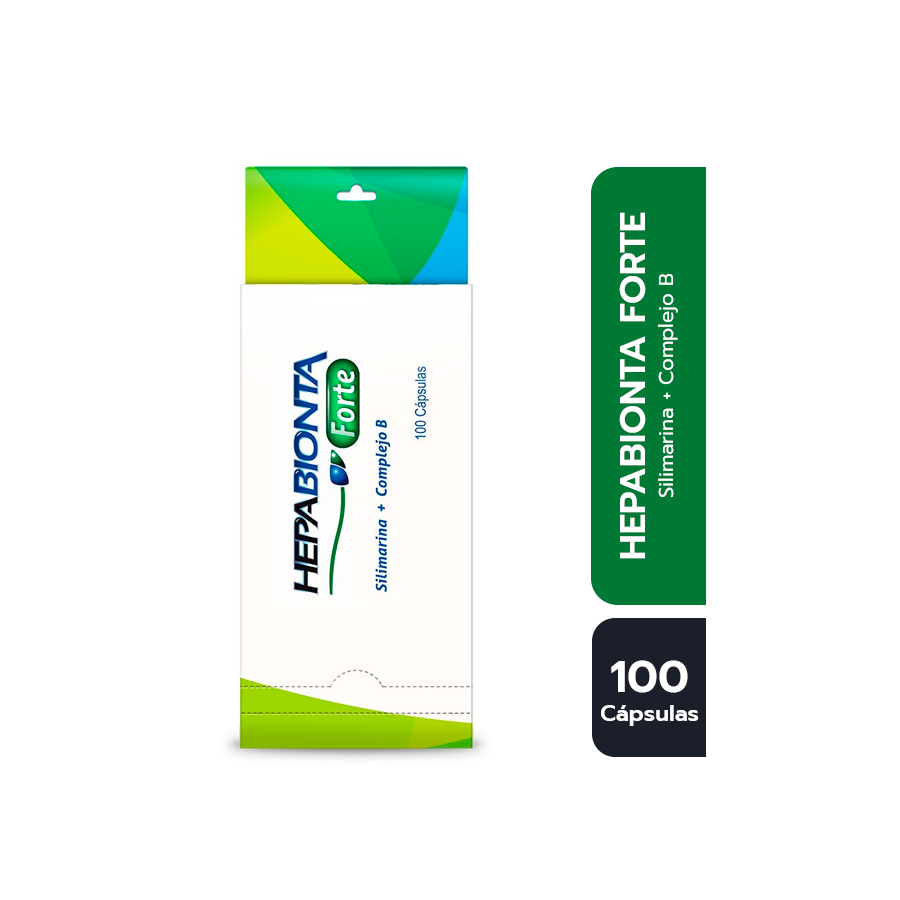 HEPABIONTA
Forte
Silimarina + Complejo B
100 Cápsulas
HEPABIONTA FORTE
Silimarina + Complejo B
100
Cápsulas